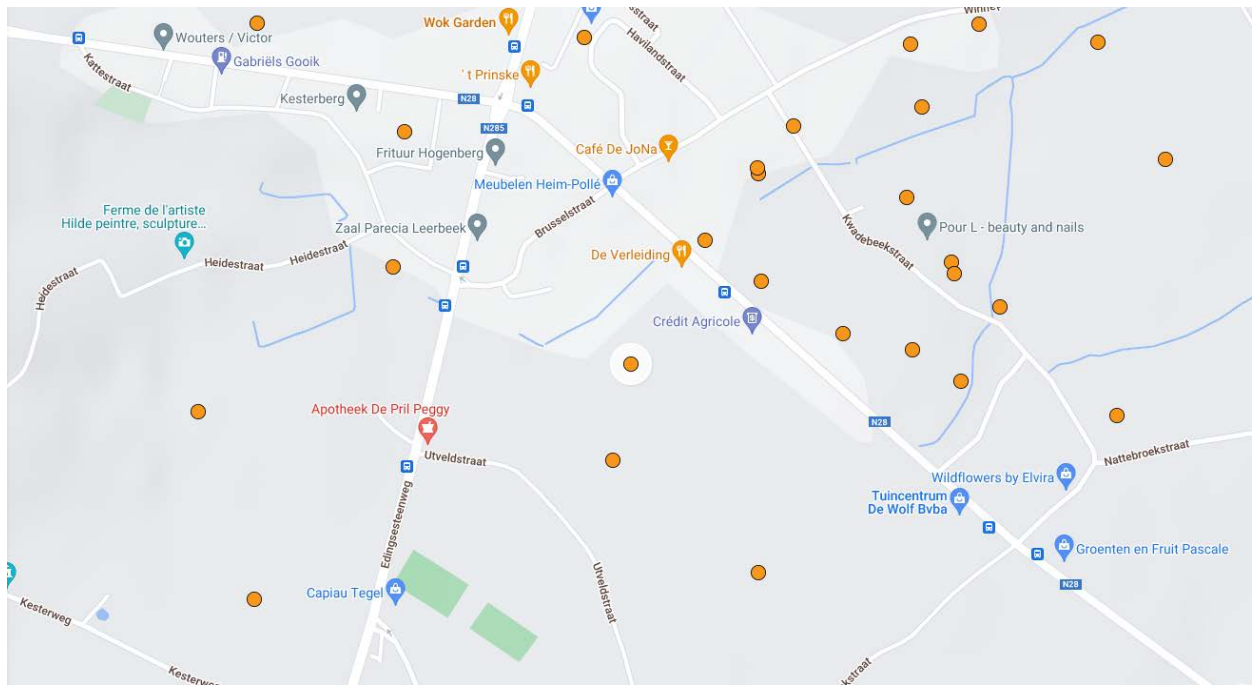 Wok Garden
Wouters / Victor
Gabriëls Gooik
Kattestraat
't Prinske
Havilandstraat
Kesterberg
N28
N285
Frituur Hogenberg
Café De JoNa
Meubelen Heim-Pollé
Ferme de l'artiste
Hilde peintre, sculpture...
Zaal Parecia Leerbeek
Brusselstraat
Kwadebeekstraat
Pour L - beauty and nails
Heidestraat
Heidestraat
Heidestraat
De Verleiding
Crédit Agricole
Apotheek De Pril Peggy
N28
Utveldstraat
Nattebroekstraat
Wildflowers by Elvira
Tuincentrum
De Wolf Bvba
Edingsesteenweg
Groenten en Fruit Pascale
Capiau Tegel
Utveldstraat
N28
Kesterweg
Kesterweg